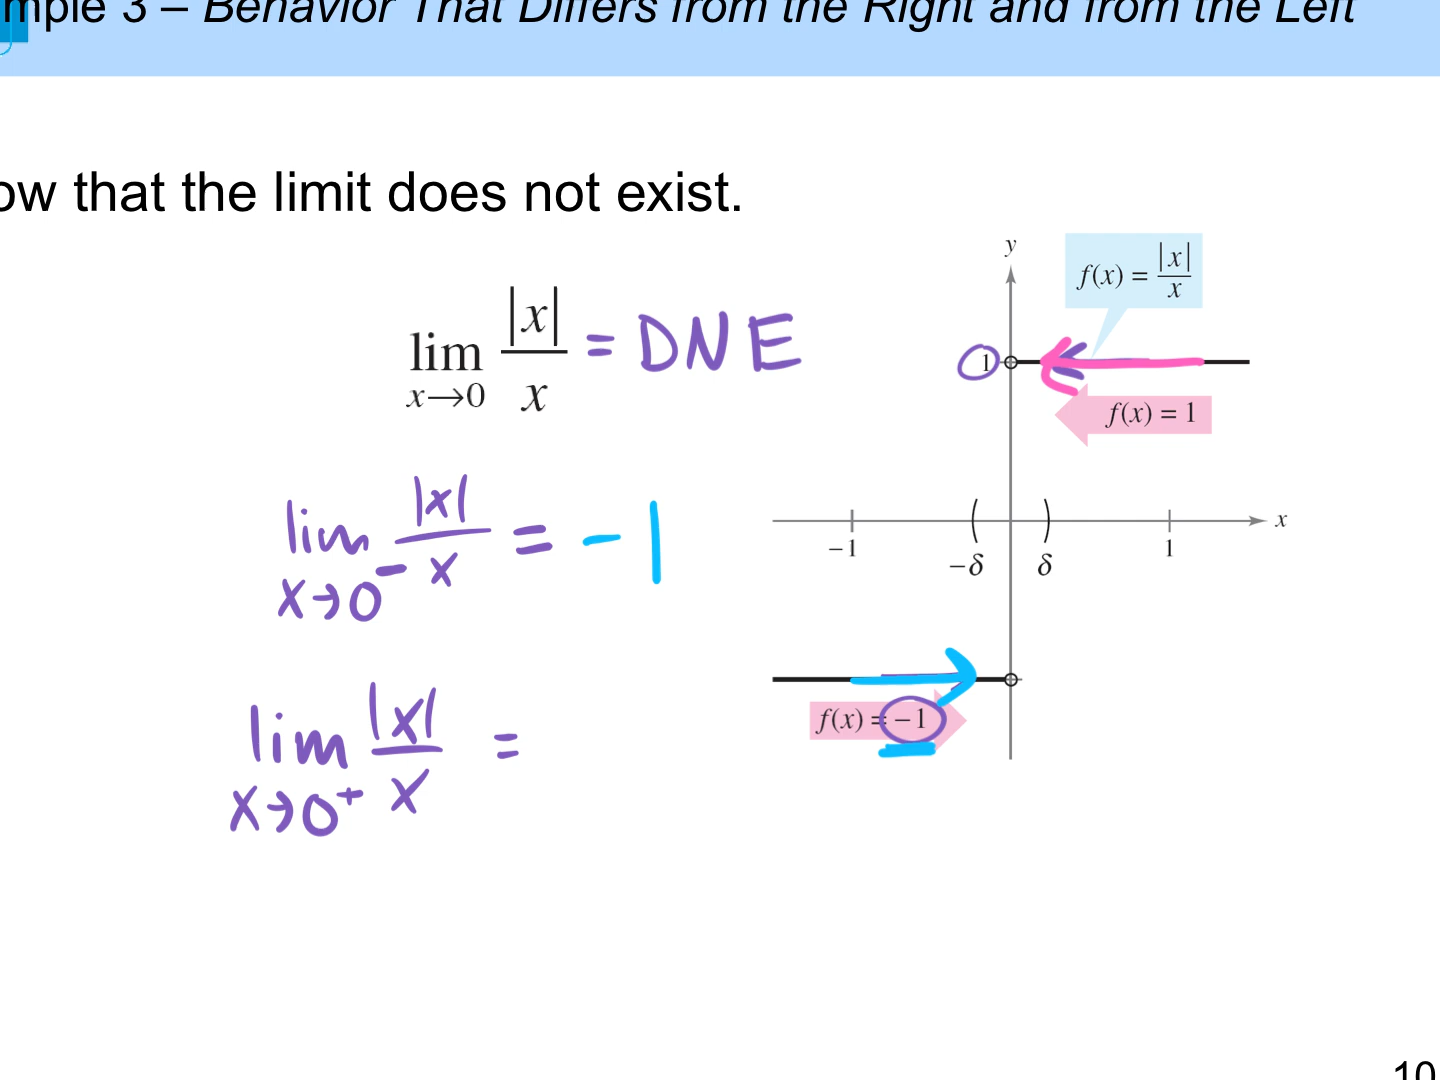 mple 3 – Behavior That Differs from the Right and from the Left
ow that the limit does not exist.
lim x→0 |x|/x = DNE
lim x→0⁻ |x|/x = -1
lim x→0⁺ |x|/x =
y
f(x) = |x|/x
1
f(x) = 1
x
−1
−δ
δ
1
f(x) = −1
10